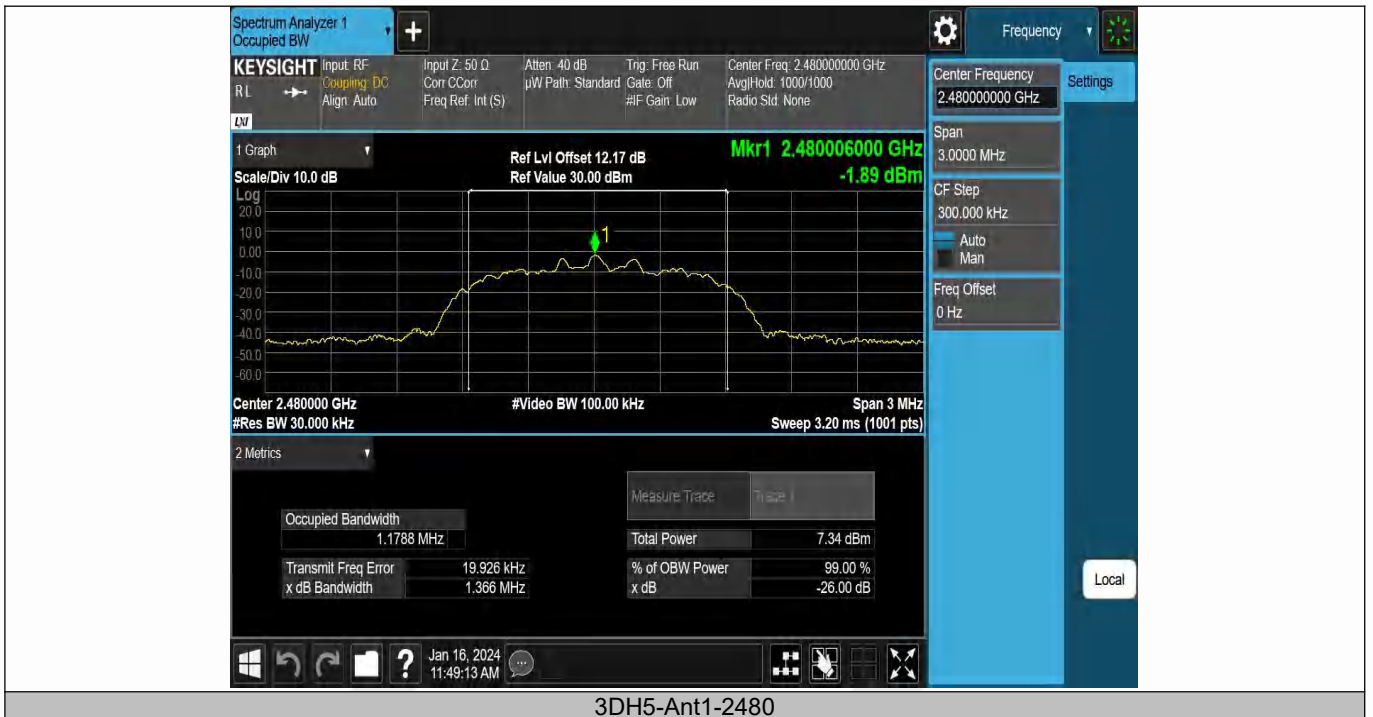 Spectrum Analyzer 1
Occupied BW
+
Frequency
KEYSIGHT
R L
LXI
Input: RF
Coupling: DC
Align: Auto
Input Z: 50 Ω
Corr CCorr
Freq Ref: Int (S)
Atten: 40 dB
µW Path: Standard
Trig: Free Run
Gate: Off
#IF Gain: Low
Center Freq: 2.480000000 GHz
Avg|Hold: 1000/1000
Radio Std: None
Center Frequency
2.480000000 GHz
Settings
Span
3.0000 MHz
CF Step
300.000 kHz
Auto
Man
Freq Offset
0 Hz
Local
1 Graph
Scale/Div 10.0 dB
Ref Lvl Offset 12.17 dB
Ref Value 30.00 dBm
Mkr1 2.480006000 GHz
-1.89 dBm
Log
20.0
10.0
0.00
-10.0
-20.0
-30.0
-40.0
-50.0
-60.0
1
Center 2.480000 GHz
#Video BW 100.00 kHz
Span 3 MHz
#Res BW 30.000 kHz
Sweep 3.20 ms (1001 pts)
2 Metrics
Measure Trace
Trace 1
Occupied Bandwidth
1.1788 MHz
Total Power 7.34 dBm
Transmit Freq Error 19.926 kHz
% of OBW Power 99.00 %
x dB Bandwidth 1.366 MHz
x dB -26.00 dB
?
Jan 16, 2024
11:49:13 AM
3DH5-Ant1-2480